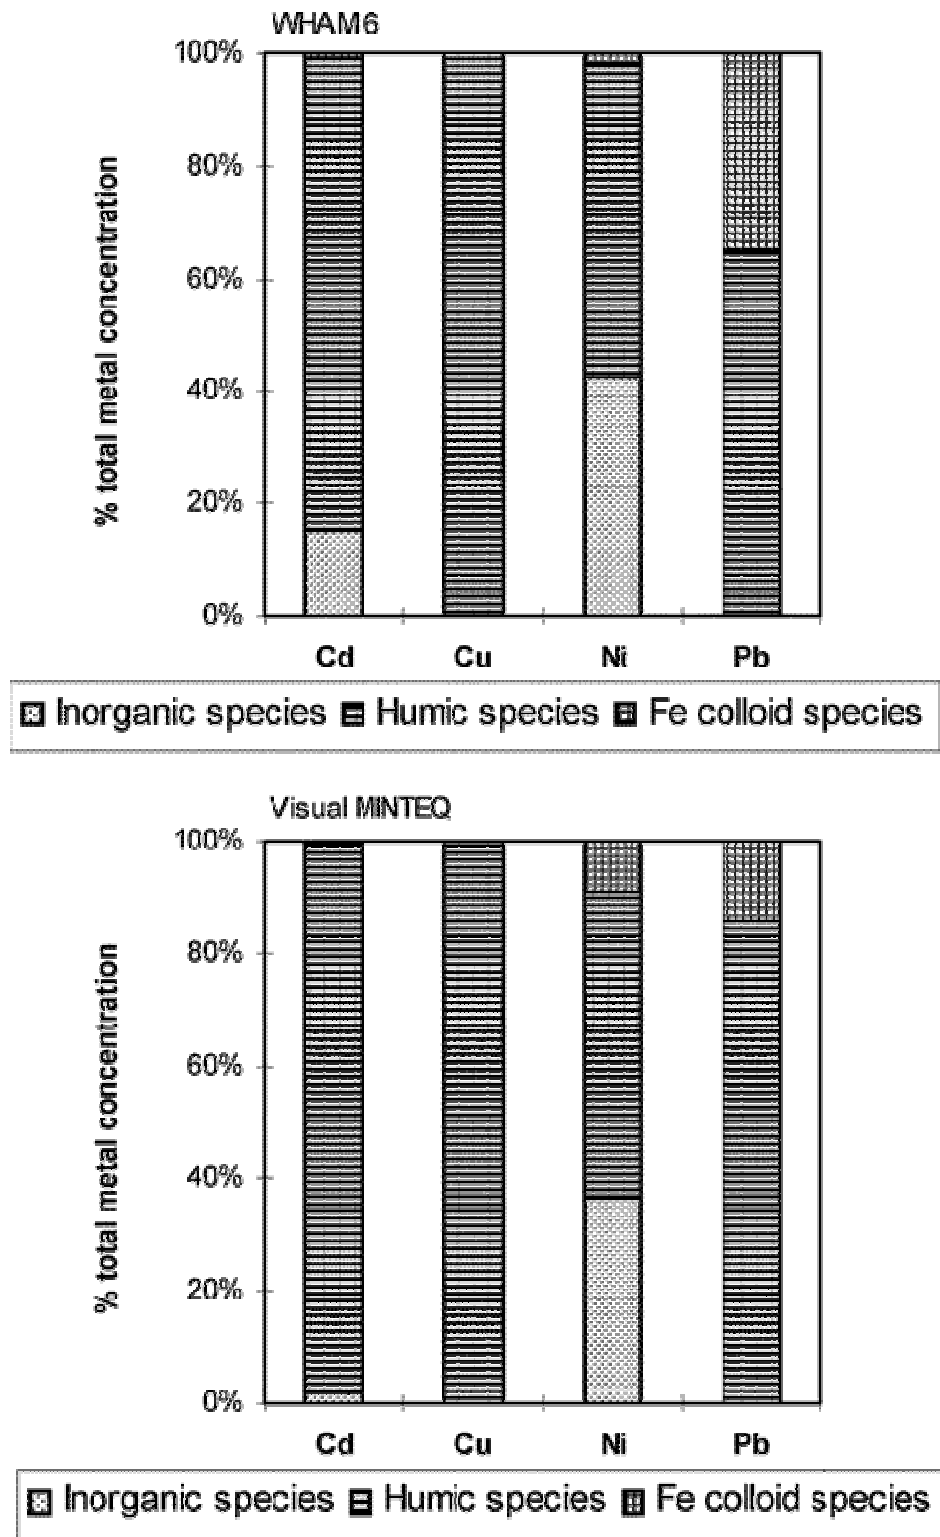 WHAM6
100%
80%
60%
40%
20%
0%
% total metal concentration
Cd Cu Ni Pb
Inorganic species Humic species Fe colloid species
Visual MINTEQ
100%
80%
60%
40%
20%
0%
% total metal concentration
Cd Cu Ni Pb
Inorganic species Humic species Fe colloid species